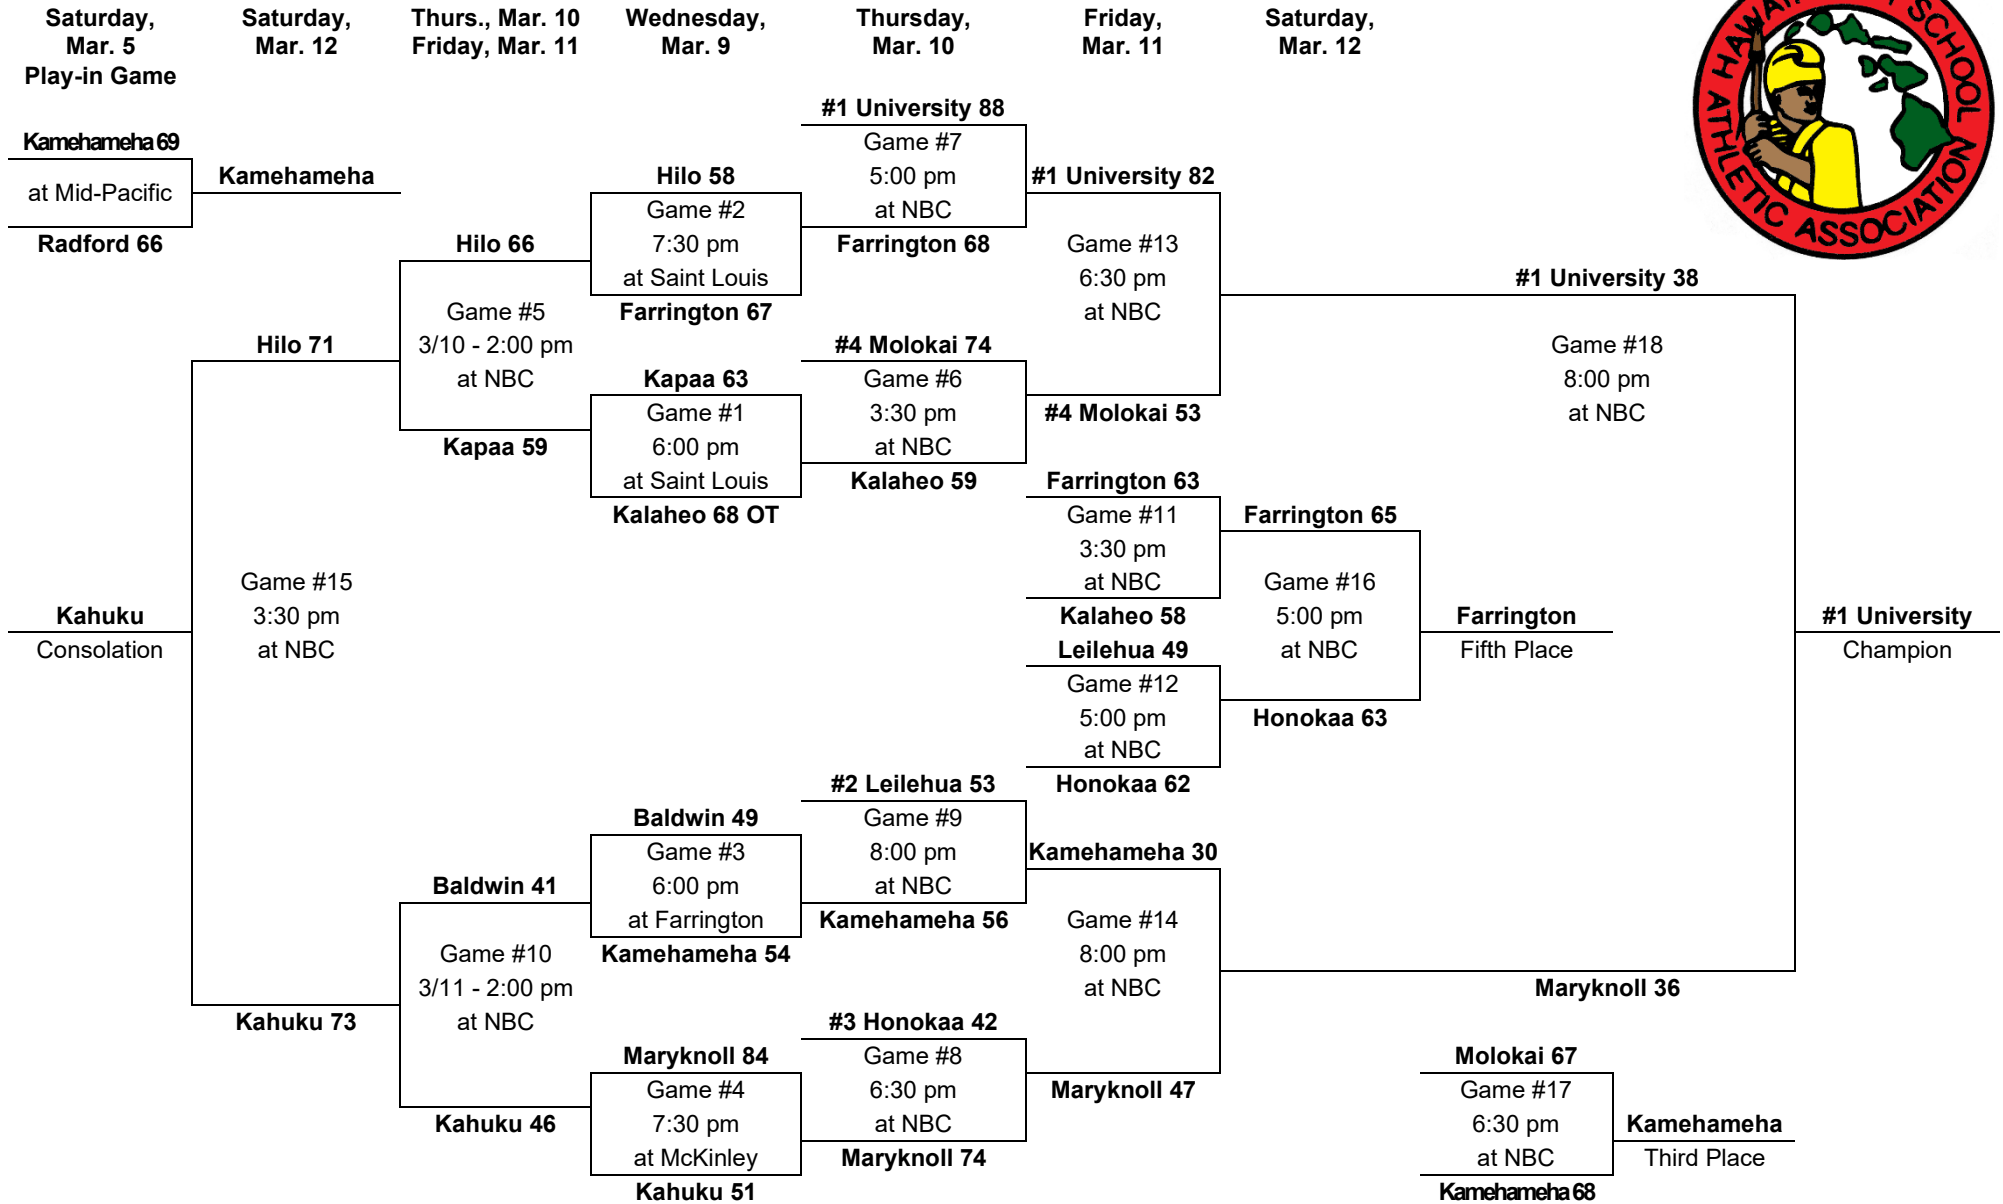 Saturday,
Mar. 5
Play-in Game
Saturday,
Mar. 12
Thurs., Mar. 10
Friday, Mar. 11
Wednesday,
Mar. 9
Thursday,
Mar. 10
Friday,
Mar. 11
Saturday,
Mar. 12
SCHOOL
ATHLETIC ASSOCIATION
Kamehameha 69
at Mid-Pacific
Radford 66
Kamehameha
Hilo 71
Game #15
3:30 pm
at NBC
Kahuku
Consolation
Kahuku 73
Hilo 66
Game #5
3/10 - 2:00 pm
at NBC
Kapaa 59
Baldwin 41
Game #10
3/11 - 2:00 pm
at NBC
Kahuku 46
Hilo 58
Game #2
7:30 pm
at Saint Louis
Farrington 67
Kapaa 63
Game #1
6:00 pm
at Saint Louis
Kalaheo 68 OT
Baldwin 49
Game #3
6:00 pm
at Farrington
Kamehameha 54
Maryknoll 84
Game #4
7:30 pm
at McKinley
Kahuku 51
#1 University 88
Game #7
5:00 pm
at NBC
Farrington 68
#4 Molokai 74
Game #6
3:30 pm
at NBC
Kalaheo 59
#2 Leilehua 53
Game #9
8:00 pm
at NBC
Kamehameha 56
#3 Honokaa 42
Game #8
6:30 pm
at NBC
Maryknoll 74
#1 University 82
Game #13
6:30 pm
at NBC
#4 Molokai 53
Farrington 63
Game #11
3:30 pm
at NBC
Kalaheo 58
Leilehua 49
Game #12
5:00 pm
at NBC
Honokaa 62
Kamehameha 30
Game #14
8:00 pm
at NBC
Maryknoll 47
Farrington 65
Game #16
5:00 pm
at NBC
Honokaa 63
Farrington
Fifth Place
#1 University 38
Game #18
8:00 pm
at NBC
Maryknoll 36
#1 University
Champion
Molokai 67
Game #17
6:30 pm
at NBC
Kamehameha 68
Kamehameha
Third Place